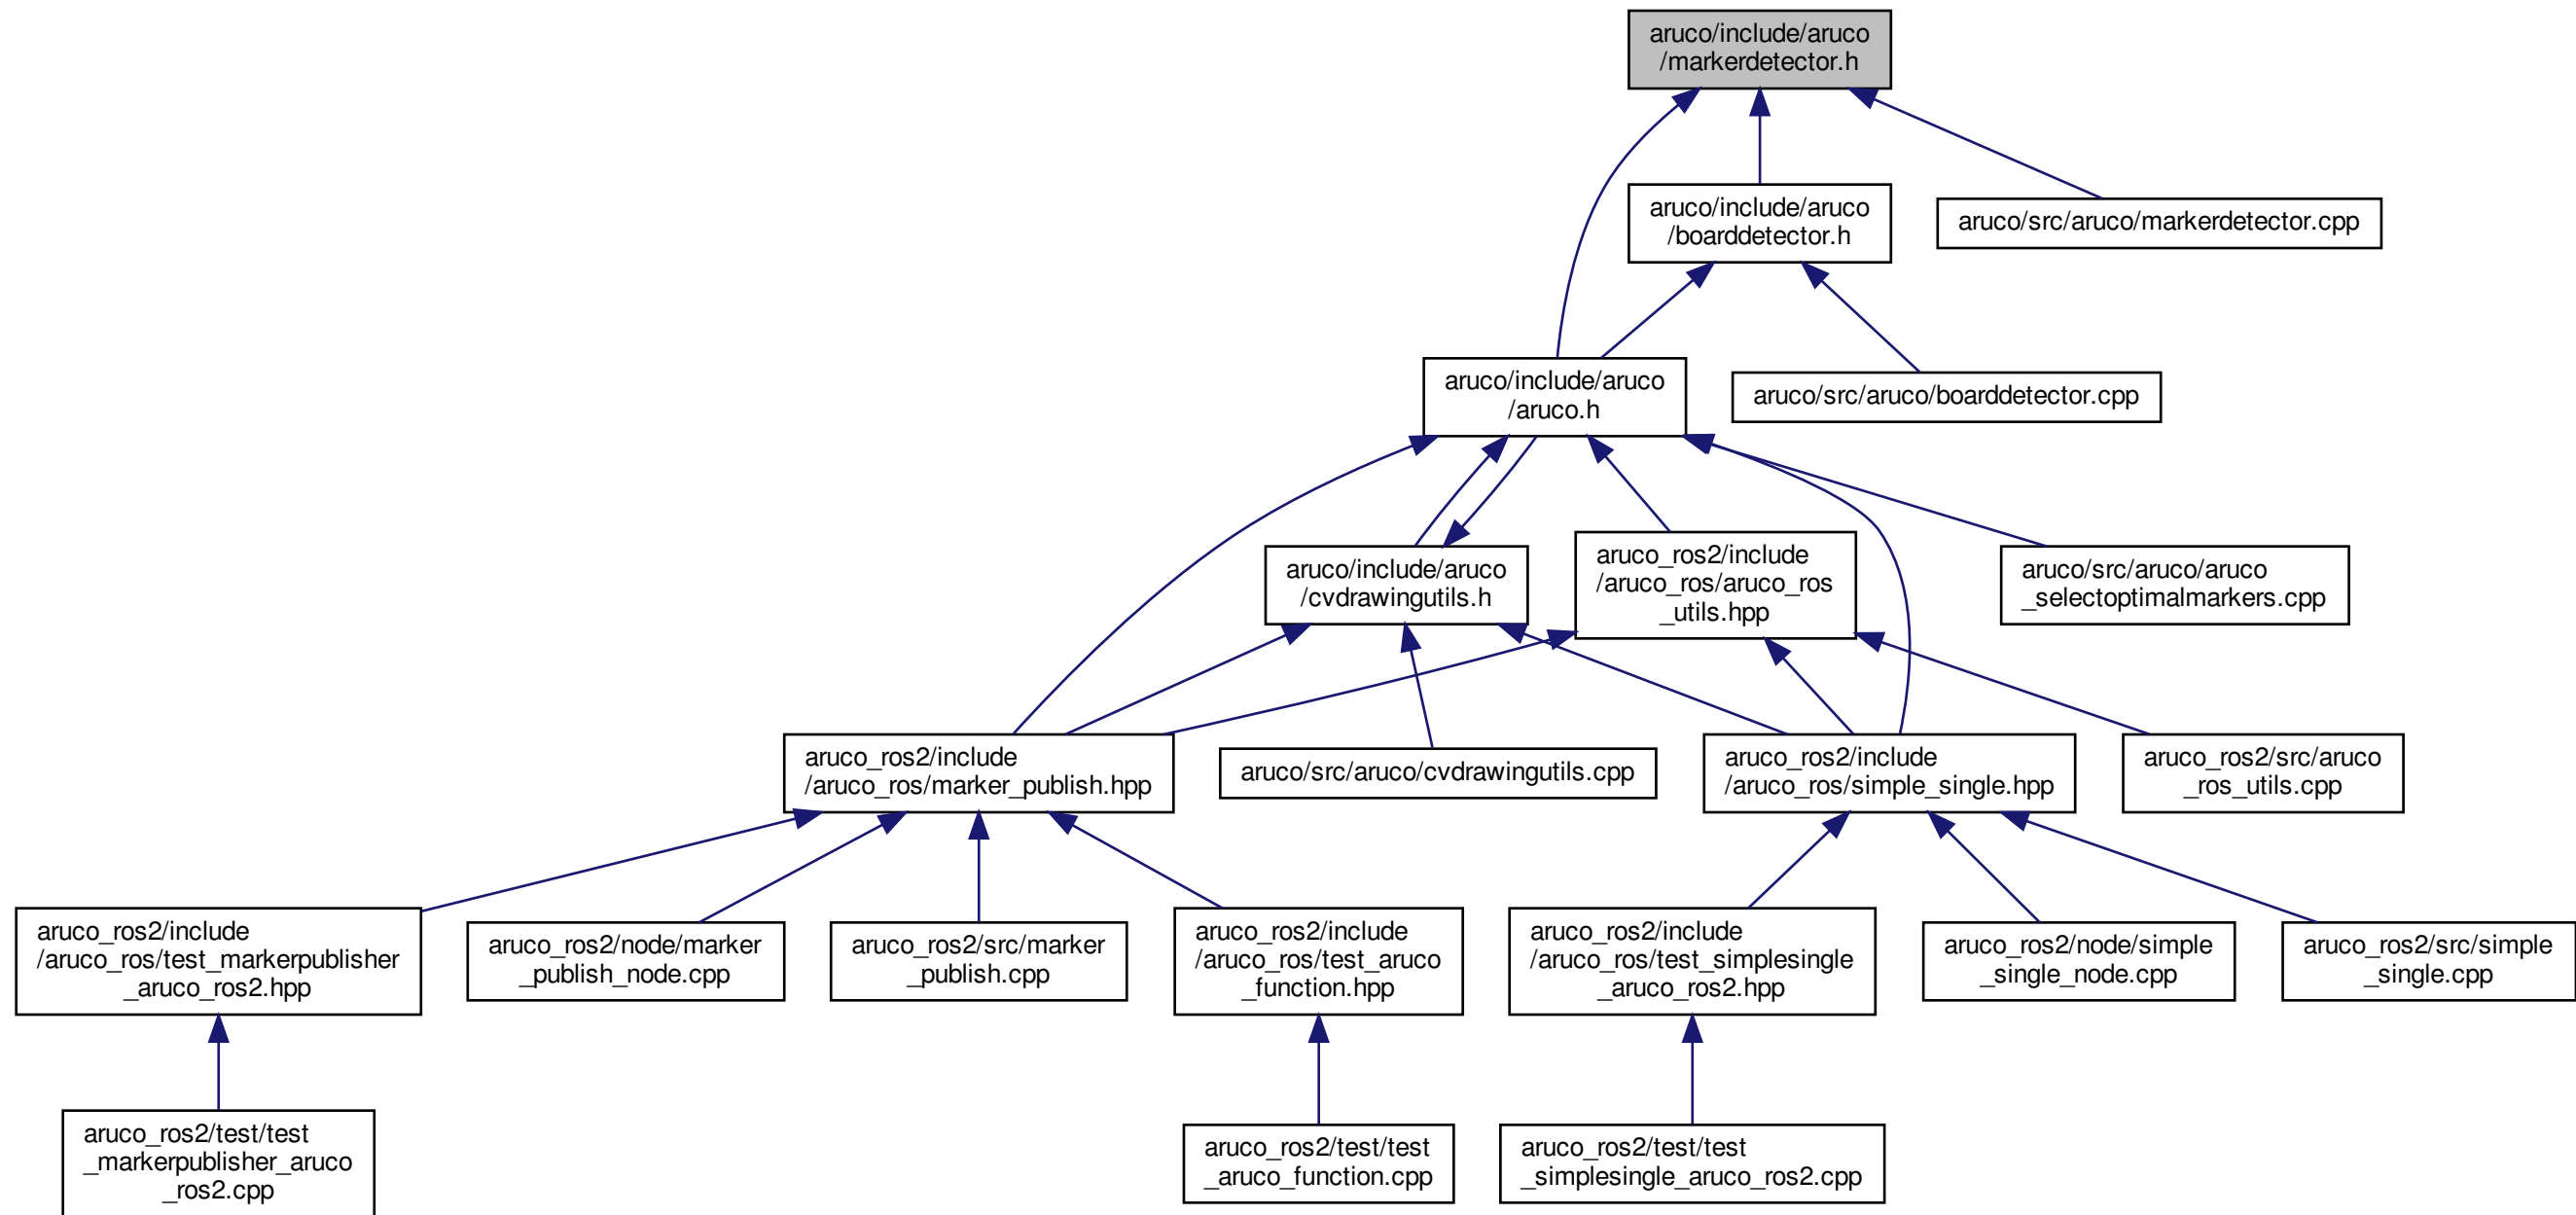 aruco/include/aruco
/markerdetector.h
aruco/include/aruco
/boarddetector.h
aruco/src/aruco/markerdetector.cpp
aruco/include/aruco
/aruco.h
aruco/src/aruco/boarddetector.cpp
aruco/include/aruco
/cvdrawingutils.h
aruco_ros2/include
/aruco_ros/aruco_ros
_utils.hpp
aruco/src/aruco/aruco
_selectoptimalmarkers.cpp
aruco_ros2/include
/aruco_ros/marker_publish.hpp
aruco/src/aruco/cvdrawingutils.cpp
aruco_ros2/include
/aruco_ros/simple_single.hpp
aruco_ros2/src/aruco
_ros_utils.cpp
aruco_ros2/include
/aruco_ros/test_markerpublisher
_aruco_ros2.hpp
aruco_ros2/node/marker
_publish_node.cpp
aruco_ros2/src/marker
_publish.cpp
aruco_ros2/include
/aruco_ros/test_aruco
_function.hpp
aruco_ros2/include
/aruco_ros/test_simplesingle
_aruco_ros2.hpp
aruco_ros2/node/simple
_single_node.cpp
aruco_ros2/src/simple
_single.cpp
aruco_ros2/test/test
_markerpublisher_aruco
_ros2.cpp
aruco_ros2/test/test
_aruco_function.cpp
aruco_ros2/test/test
_simplesingle_aruco_ros2.cpp